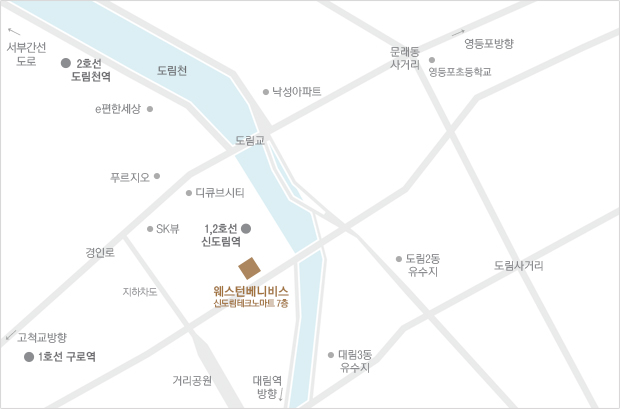 서부간선
도로
2호선
도림천역
도림천
문래동
사거리
영등포방향
영등포초등학교
e편한세상
낙성아파트
도림교
푸르지오
디큐브시티
SK뷰
1,2호선
신도림역
경인로
지하차도
웨스턴베니비스
신도림테크노마트 7층
도림2동
유수지
도림사거리
고척교방향
1호선 구로역
거리공원
대림역
방향
대림3동
유수지